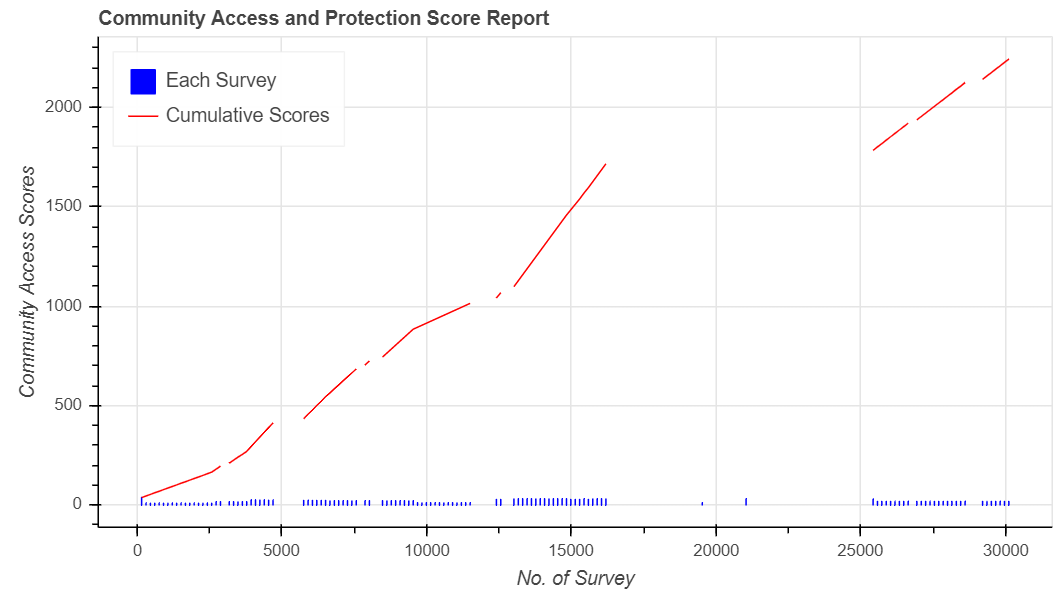 Community Access and Protection Score Report
Each Survey
Cumulative Scores
Community Access Scores
2000
1500
1000
500
0
0 5000 10000 15000 20000 25000 30000
No. of Survey